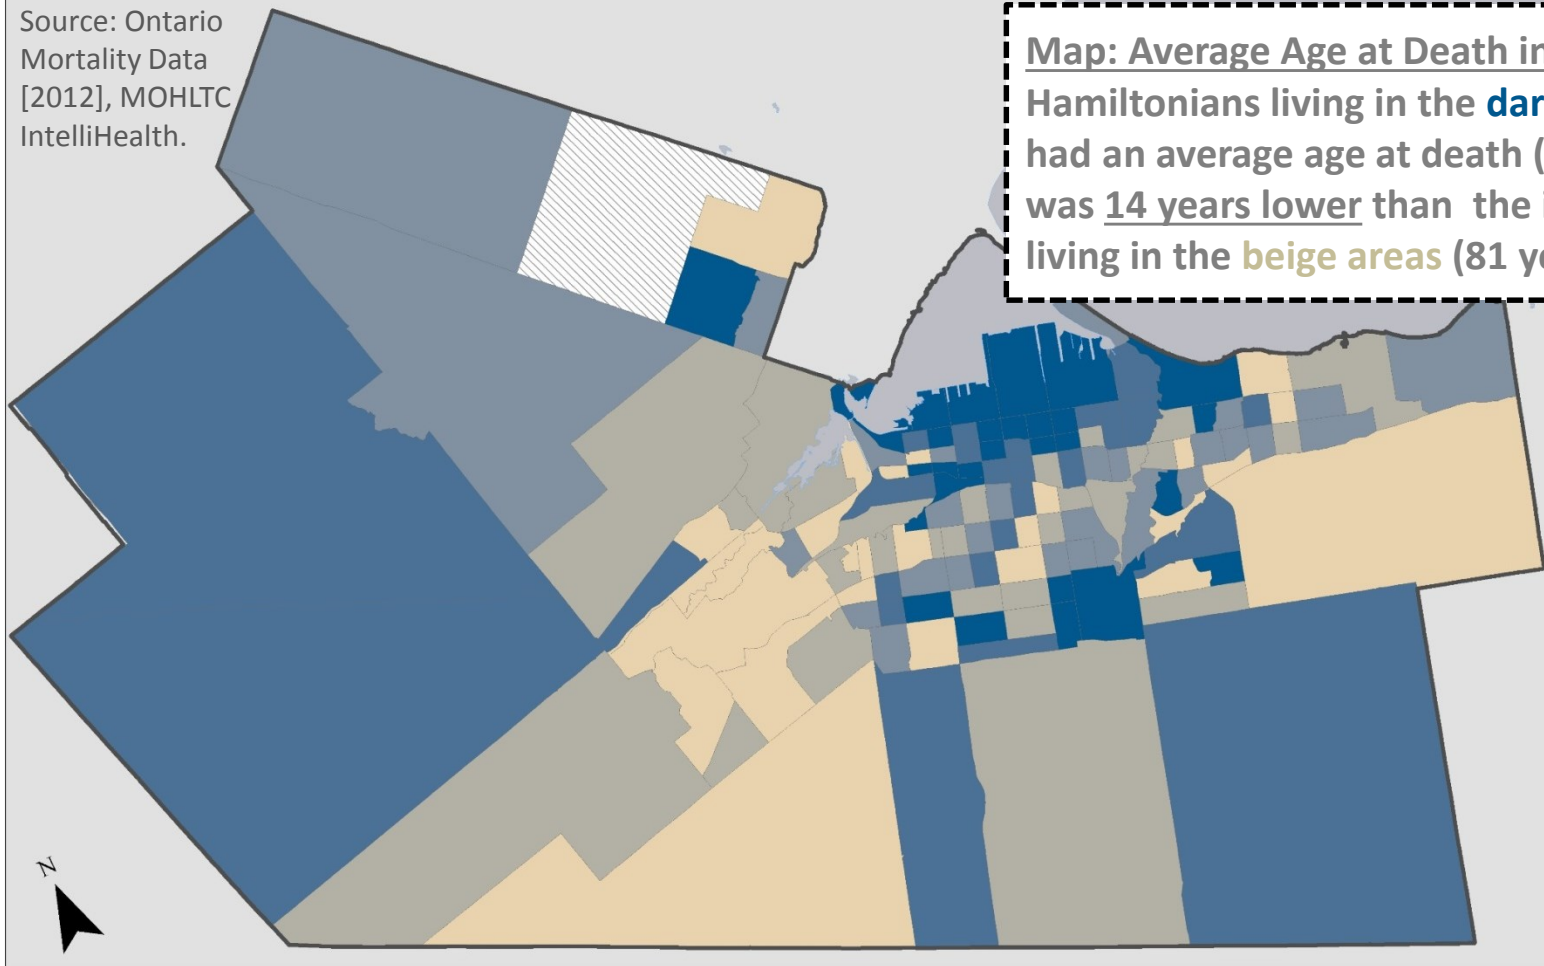 Source: Ontario
Mortality Data
[2012], MOHLTC
IntelliHealth.
Map: Average Age at Death in
Hamiltonians living in the
had an average age at death (
was 14 years lower than the
living in the beige areas (81
N